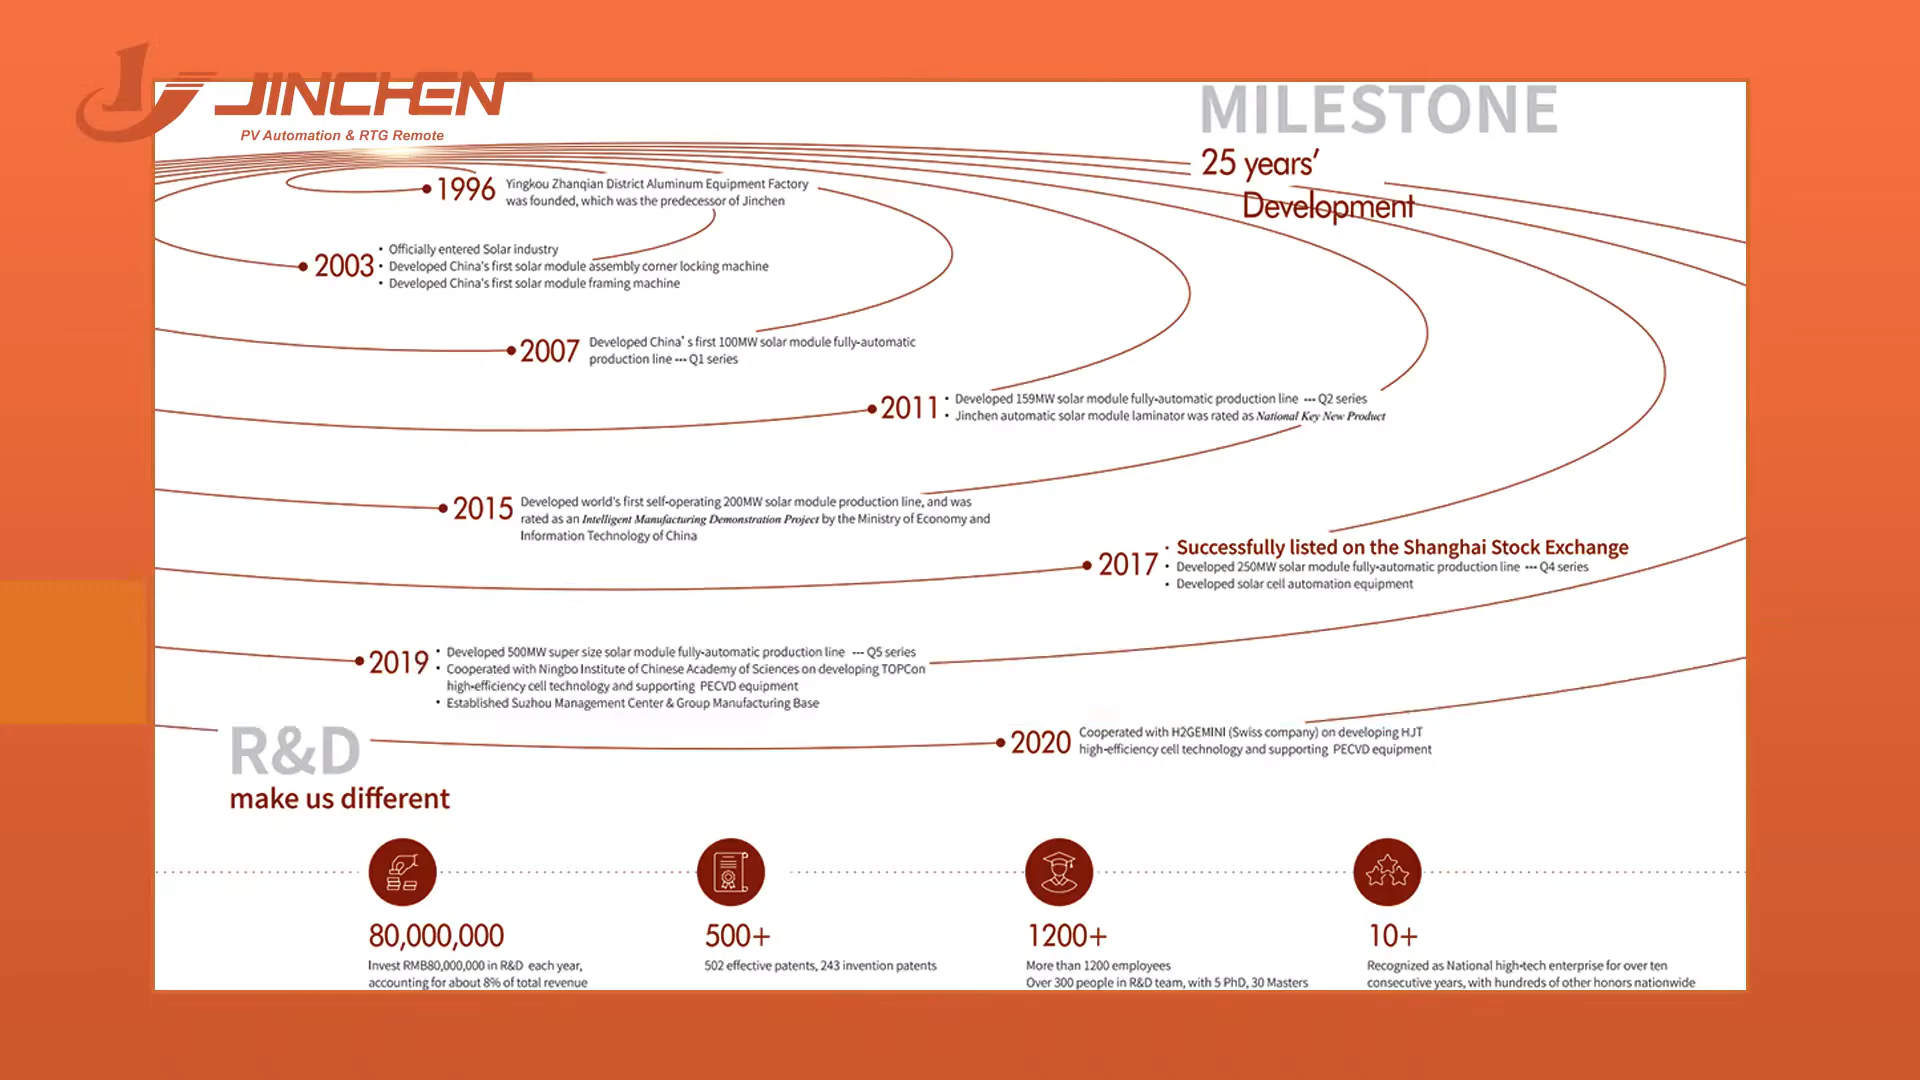 JINCHEN
PV Automation & RTG Remote
MILESTONE
25 years’
Development
1996
Yingkou Zhanqian District Aluminum Equipment Factory
was founded, which was the predecessor of Jinchen
2003
• Officially entered Solar industry
• Developed China's first solar module assembly corner locking machine
• Developed China's first solar module framing machine
2007
Developed China’ s first 100MW solar module fully-automatic
production line --- Q1 series
2011
• Developed 159MW solar module fully-automatic production line --- Q2 series
• Jinchen automatic solar module laminator was rated as National Key New Product
2015
Developed world's first self-operating 200MW solar module production line, and was
rated as an Intelligent Manufacturing Demonstration Project by the Ministry of Economy and
Information Technology of China
2017
• Successfully listed on the Shanghai Stock Exchange
• Developed 250MW solar module fully-automatic production line --- Q4 series
• Developed solar cell automation equipment
2019
• Developed 500MW super size solar module fully-automatic production line --- Q5 series
• Cooperated with Ningbo Institute of Chinese Academy of Sciences on developing TOPCon
high-efficiency cell technology and supporting PECVD equipment
• Established Suzhou Management Center & Group Manufacturing Base
2020
Cooperated with H2GEMINI (Swiss company) on developing HJT
high-efficiency cell technology and supporting PECVD equipment
R&D
make us different
80,000,000
Invest RMB80,000,000 in R&D each year,
accounting for about 8% of total revenue
500+
502 effective patents, 243 invention patents
1200+
More than 1200 employees
Over 300 people in R&D team, with 5 PhD, 30 Masters
10+
Recognized as National high-tech enterprise for over ten
consecutive years, with hundreds of other honors nationwide